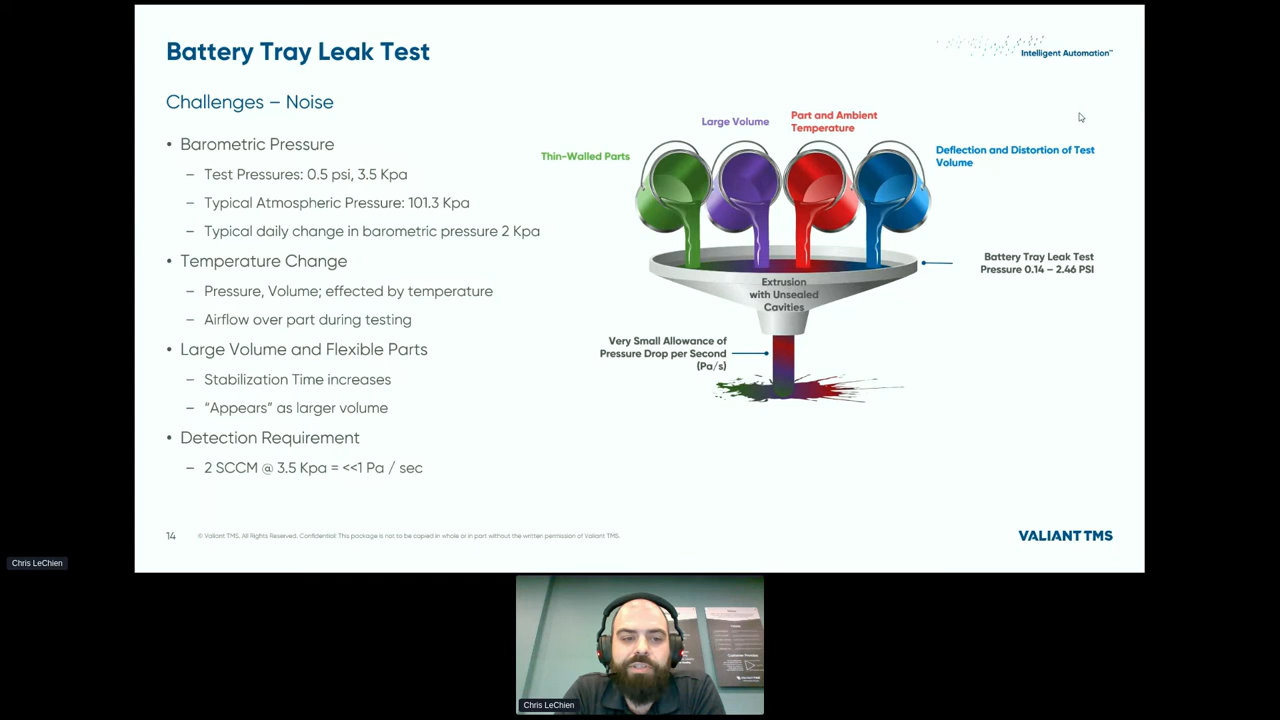 Battery Tray Leak Test
Intelligent Automation™
Challenges – Noise
• Barometric Pressure
– Test Pressures: 0.5 psi, 3.5 Kpa
– Typical Atmospheric Pressure: 101.3 Kpa
– Typical daily change in barometric pressure 2 Kpa
• Temperature Change
– Pressure, Volume; effected by temperature
– Airflow over part during testing
• Large Volume and Flexible Parts
– Stabilization Time increases
– “Appears” as larger volume
• Detection Requirement
– 2 SCCM @ 3.5 Kpa = <<1 Pa / sec
Thin-Walled Parts
Large Volume
Part and Ambient
Temperature
Deflection and Distortion of Test
Volume
Battery Tray Leak Test
Pressure 0.14 – 2.46 PSI
Extrusion
with Unsealed
Cavities
Very Small Allowance of
Pressure Drop per Second
(Pa/s)
14
© Valiant TMS. All Rights Reserved. Confidential: This package is not to be copied in whole or in part without the written permission of Valiant TMS.
VALIANT TMS
Chris LeChien
Chris LeChien